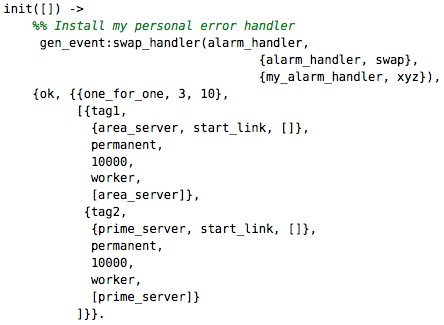 init([]) ->
    %% Install my personal error handler
     gen_event:swap_handler(alarm_handler,
                                   {alarm_handler, swap},
                                   {my_alarm_handler, xyz}),
    {ok, {{one_for_one, 3, 10},
          [{tag1,
            {area_server, start_link, []},
            permanent,
            10000,
            worker,
            [area_server]},
           {tag2,
            {prime_server, start_link, []},
            permanent,
            10000,
            worker,
            [prime_server]}
          ]}}.